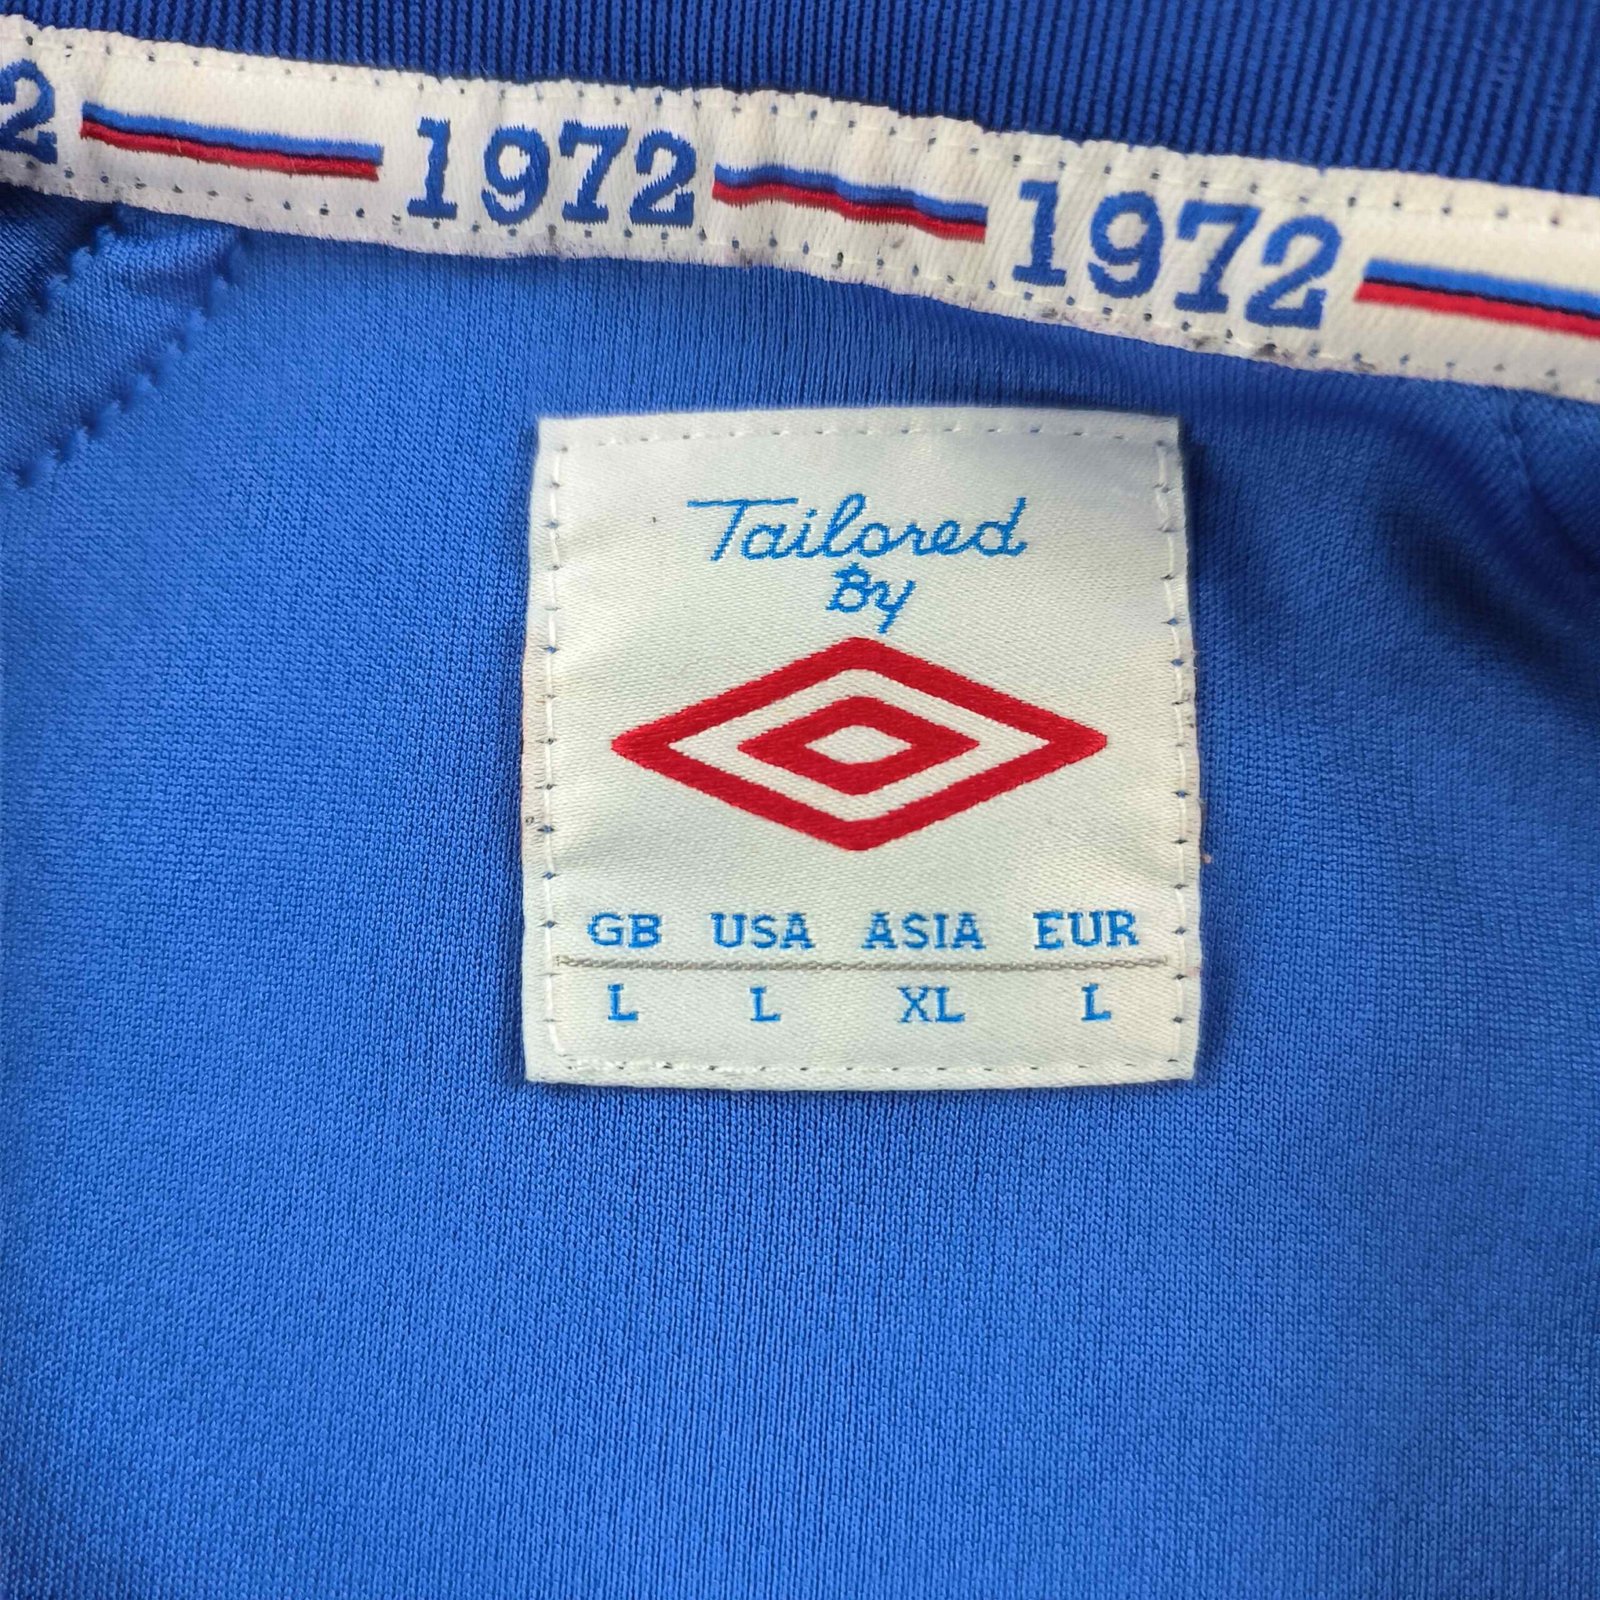 2 1972 1972
Tailored
By
GB USA ASIA EUR
L L XL L